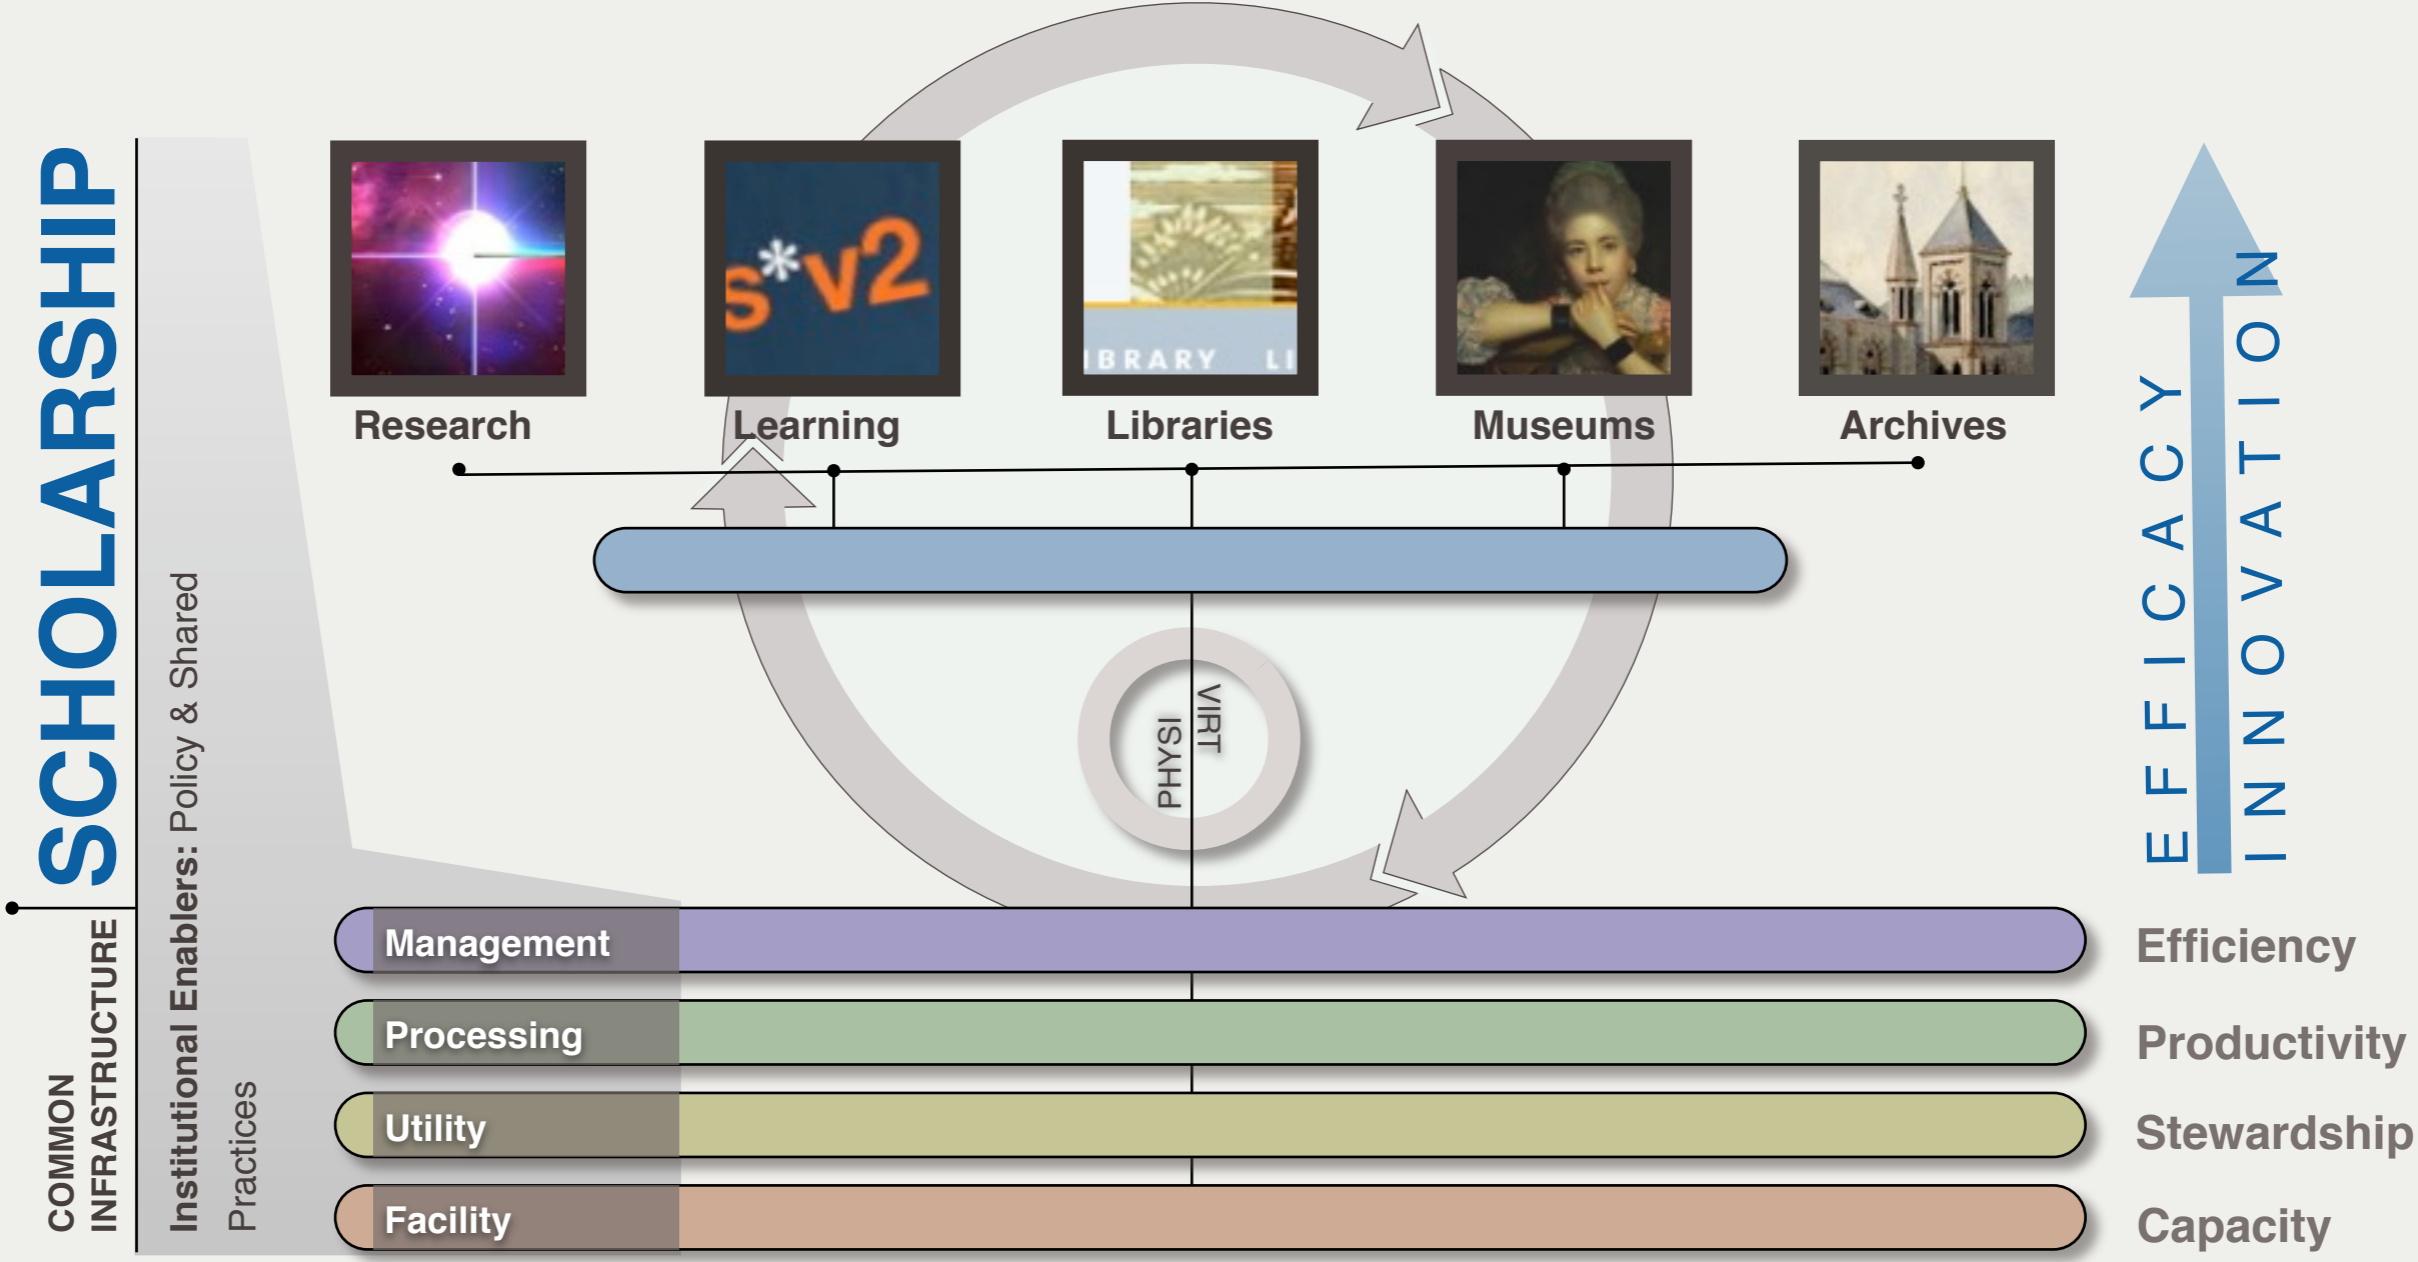 SCHOLARSHIP
COMMON
INFRASTRUCTURE
Institutional Enablers: Policy & Shared
Practices
s*v2
IBRARY LI
Research
Learning
Libraries
Museums
Archives
PHYSI
VIRT
EFFICACY
INNOVATION
Management
Efficiency
Processing
Productivity
Utility
Stewardship
Facility
Capacity